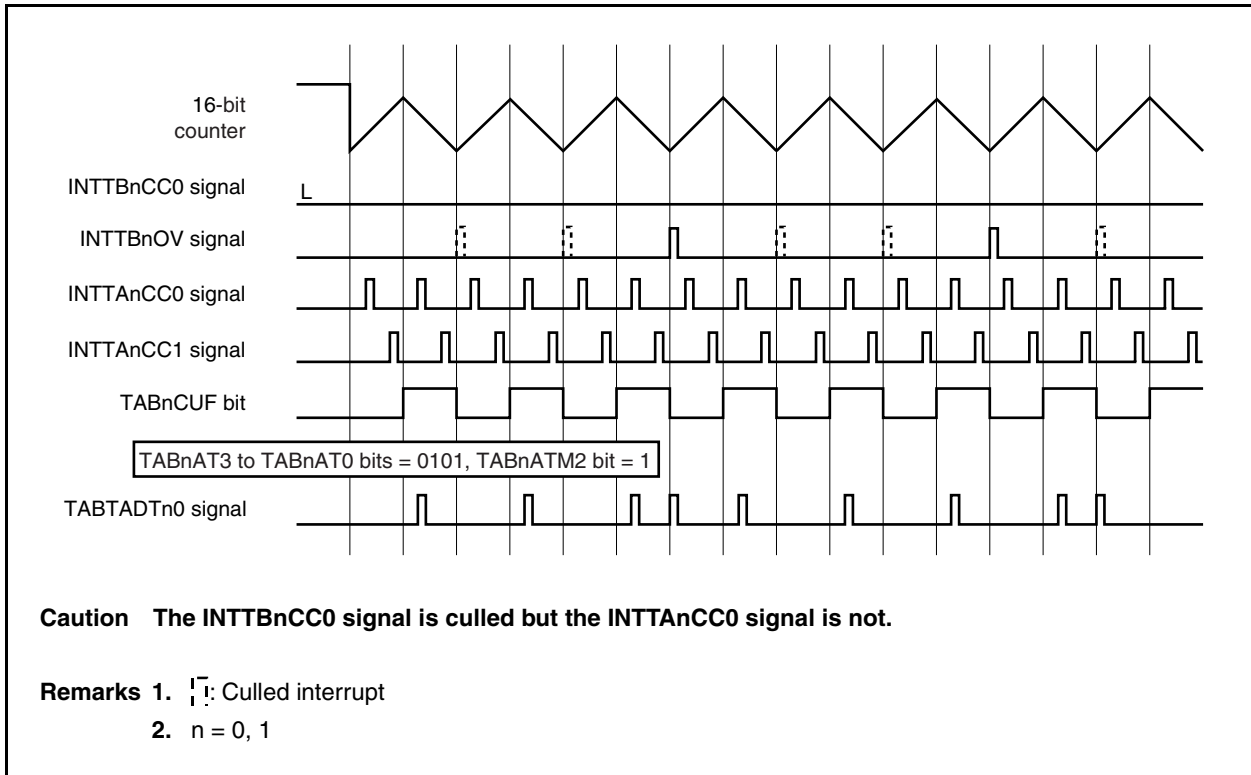 16-bit
counter
INTTBnCC0 signal
L
INTTBnOV signal
INTTAnCC0 signal
INTTAnCC1 signal
TABnCUF bit
TABnAT3 to TABnAT0 bits = 0101, TABnATM2 bit = 1
TABTADTn0 signal
Caution The INTTBnCC0 signal is culled but the INTTAnCC0 signal is not.
Remarks 1. : Culled interrupt
2. n = 0, 1